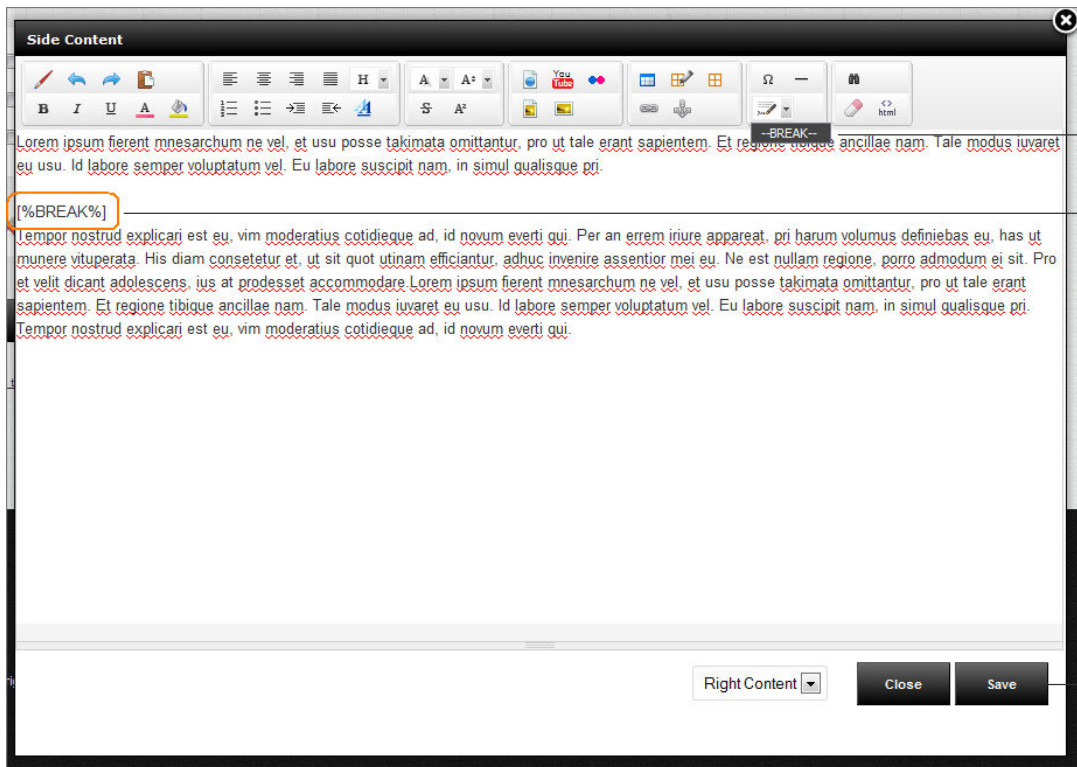 Side Content
H A A
You Tube
Ω —
B I U A S A² <> html
--BREAK--
Lorem ipsum fierent mnesarchum ne vel, et usu posse takimata omittantur, pro ut tale erant sapientem. Et regione tibique ancillae nam. Tale modus iuvaret
eu usu. Id labore semper voluptatum vel. Eu labore suscipit nam, in simul qualisque pri.
[%BREAK%]
Tempor nostrud explicari est eu, vim moderatius cotidieque ad, id novum everti qui. Per an errem iriure appareat, pri harum volumus definiebas eu, has ut
munere vituperata. His diam consetetur et, ut sit quot utinam efficiantur, adhuc invenire assentior mei eu. Ne est nullam regione, porro admodum ei sit. Pro
et velit dicant adolescens, ius at prodesset accommodare.Lorem ipsum fierent mnesarchum ne vel, et usu posse takimata omittantur, pro ut tale erant
sapientem. Et regione tibique ancillae nam. Tale modus iuvaret eu usu. Id labore semper voluptatum vel. Eu labore suscipit nam, in simul qualisque pri.
Tempor nostrud explicari est eu, vim moderatius cotidieque ad, id novum everti qui.
Right Content Close Save